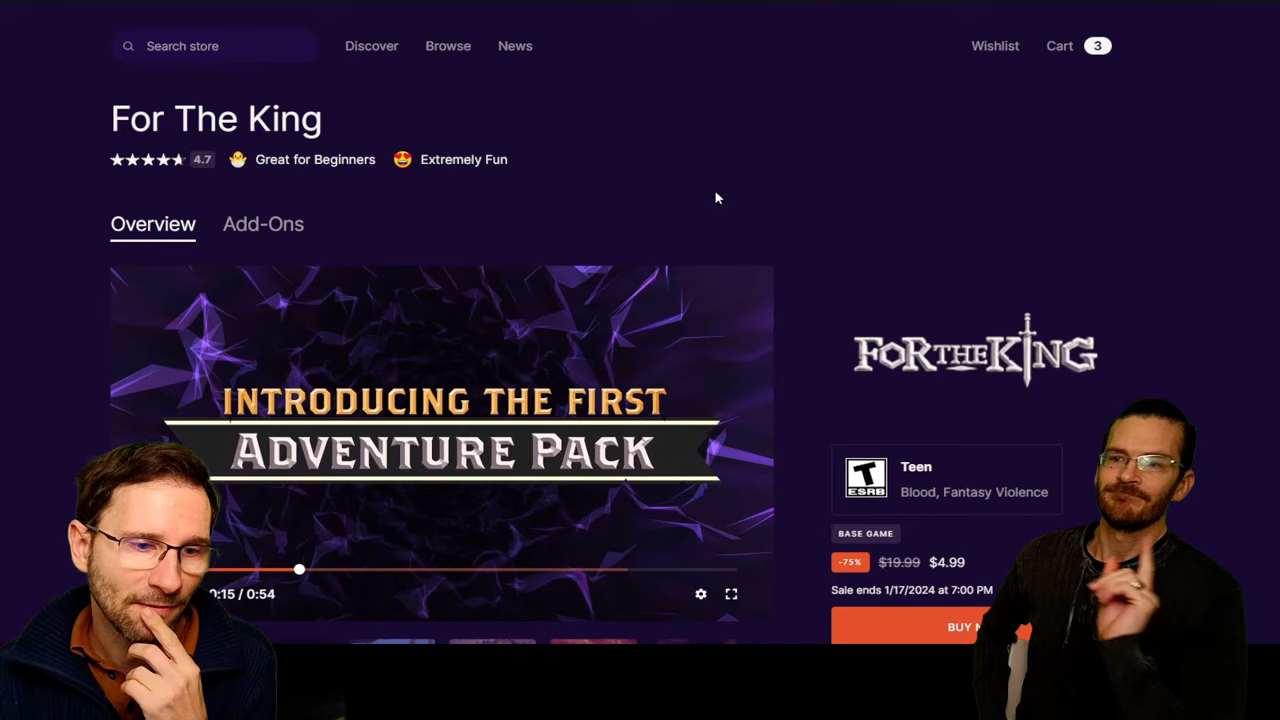 Search store
Discover
Browse
News
Wishlist
Cart
3
For The King
4.7
Great for Beginners
Extremely Fun
Overview
Add-Ons
INTRODUCING THE FIRST
ADVENTURE PACK
FOR THE KING
T
ESRB
Teen
Blood, Fantasy Violence
BASE GAME
-75%
$19.99
$4.99
Sale ends 1/17/2024 at 7:00 PM
0:15 / 0:54
BUY